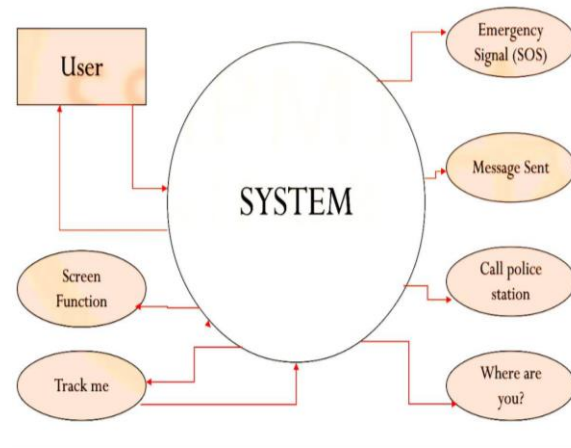 User
SYSTEM
Emergency
Signal (SOS)
Message Sent
Call police
station
Where are
you?
Screen
Function
Track me